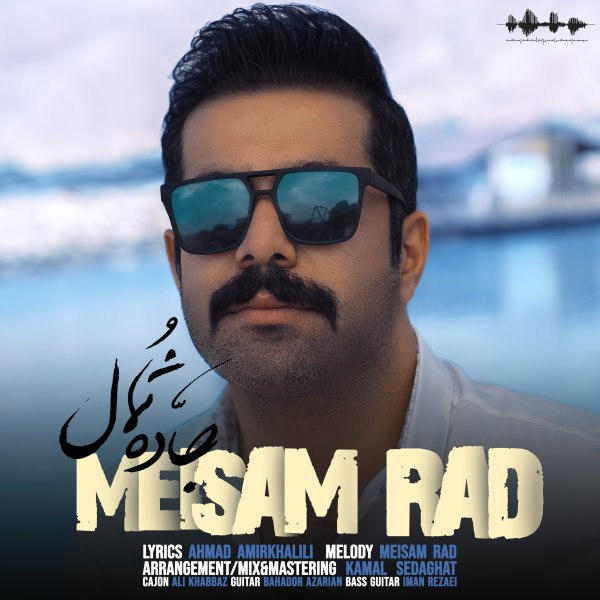 جاده شمال
MEISAM RAD
LYRICS AHMAD AMIRKHALILI MELODY MEISAM RAD
ARRANGEMENT/MIX&MASTERING KAMAL SEDAGHAT
CAJON ALI KHABBAZ GUITAR BAHADOR AZARIAN BASS GUITAR IMAN REZAEI